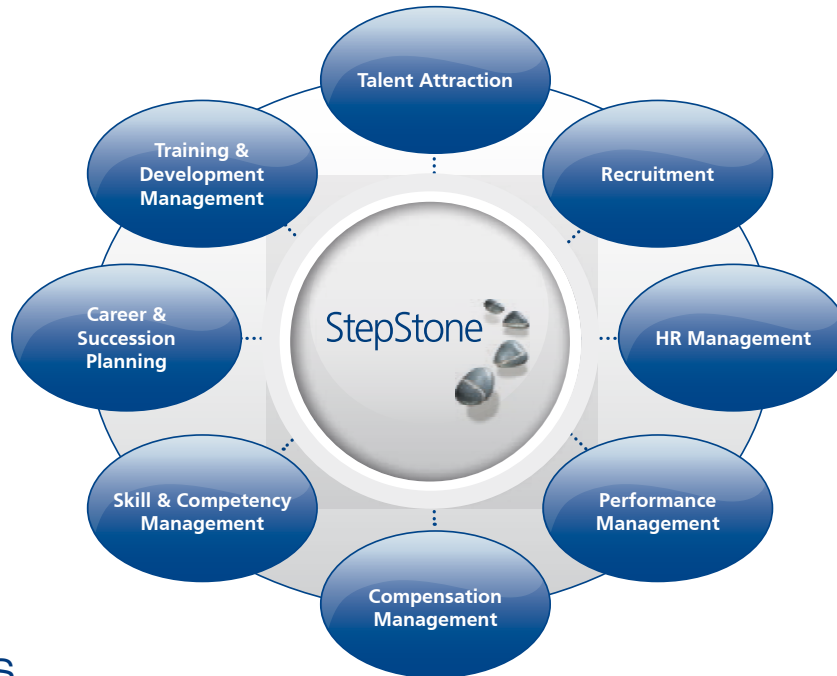 Talent Attraction
Recruitment
HR Management
Performance
Management
Compensation
Management
Skill & Competency
Management
Career &
Succession
Planning
Training &
Development
Management
StepStone
s